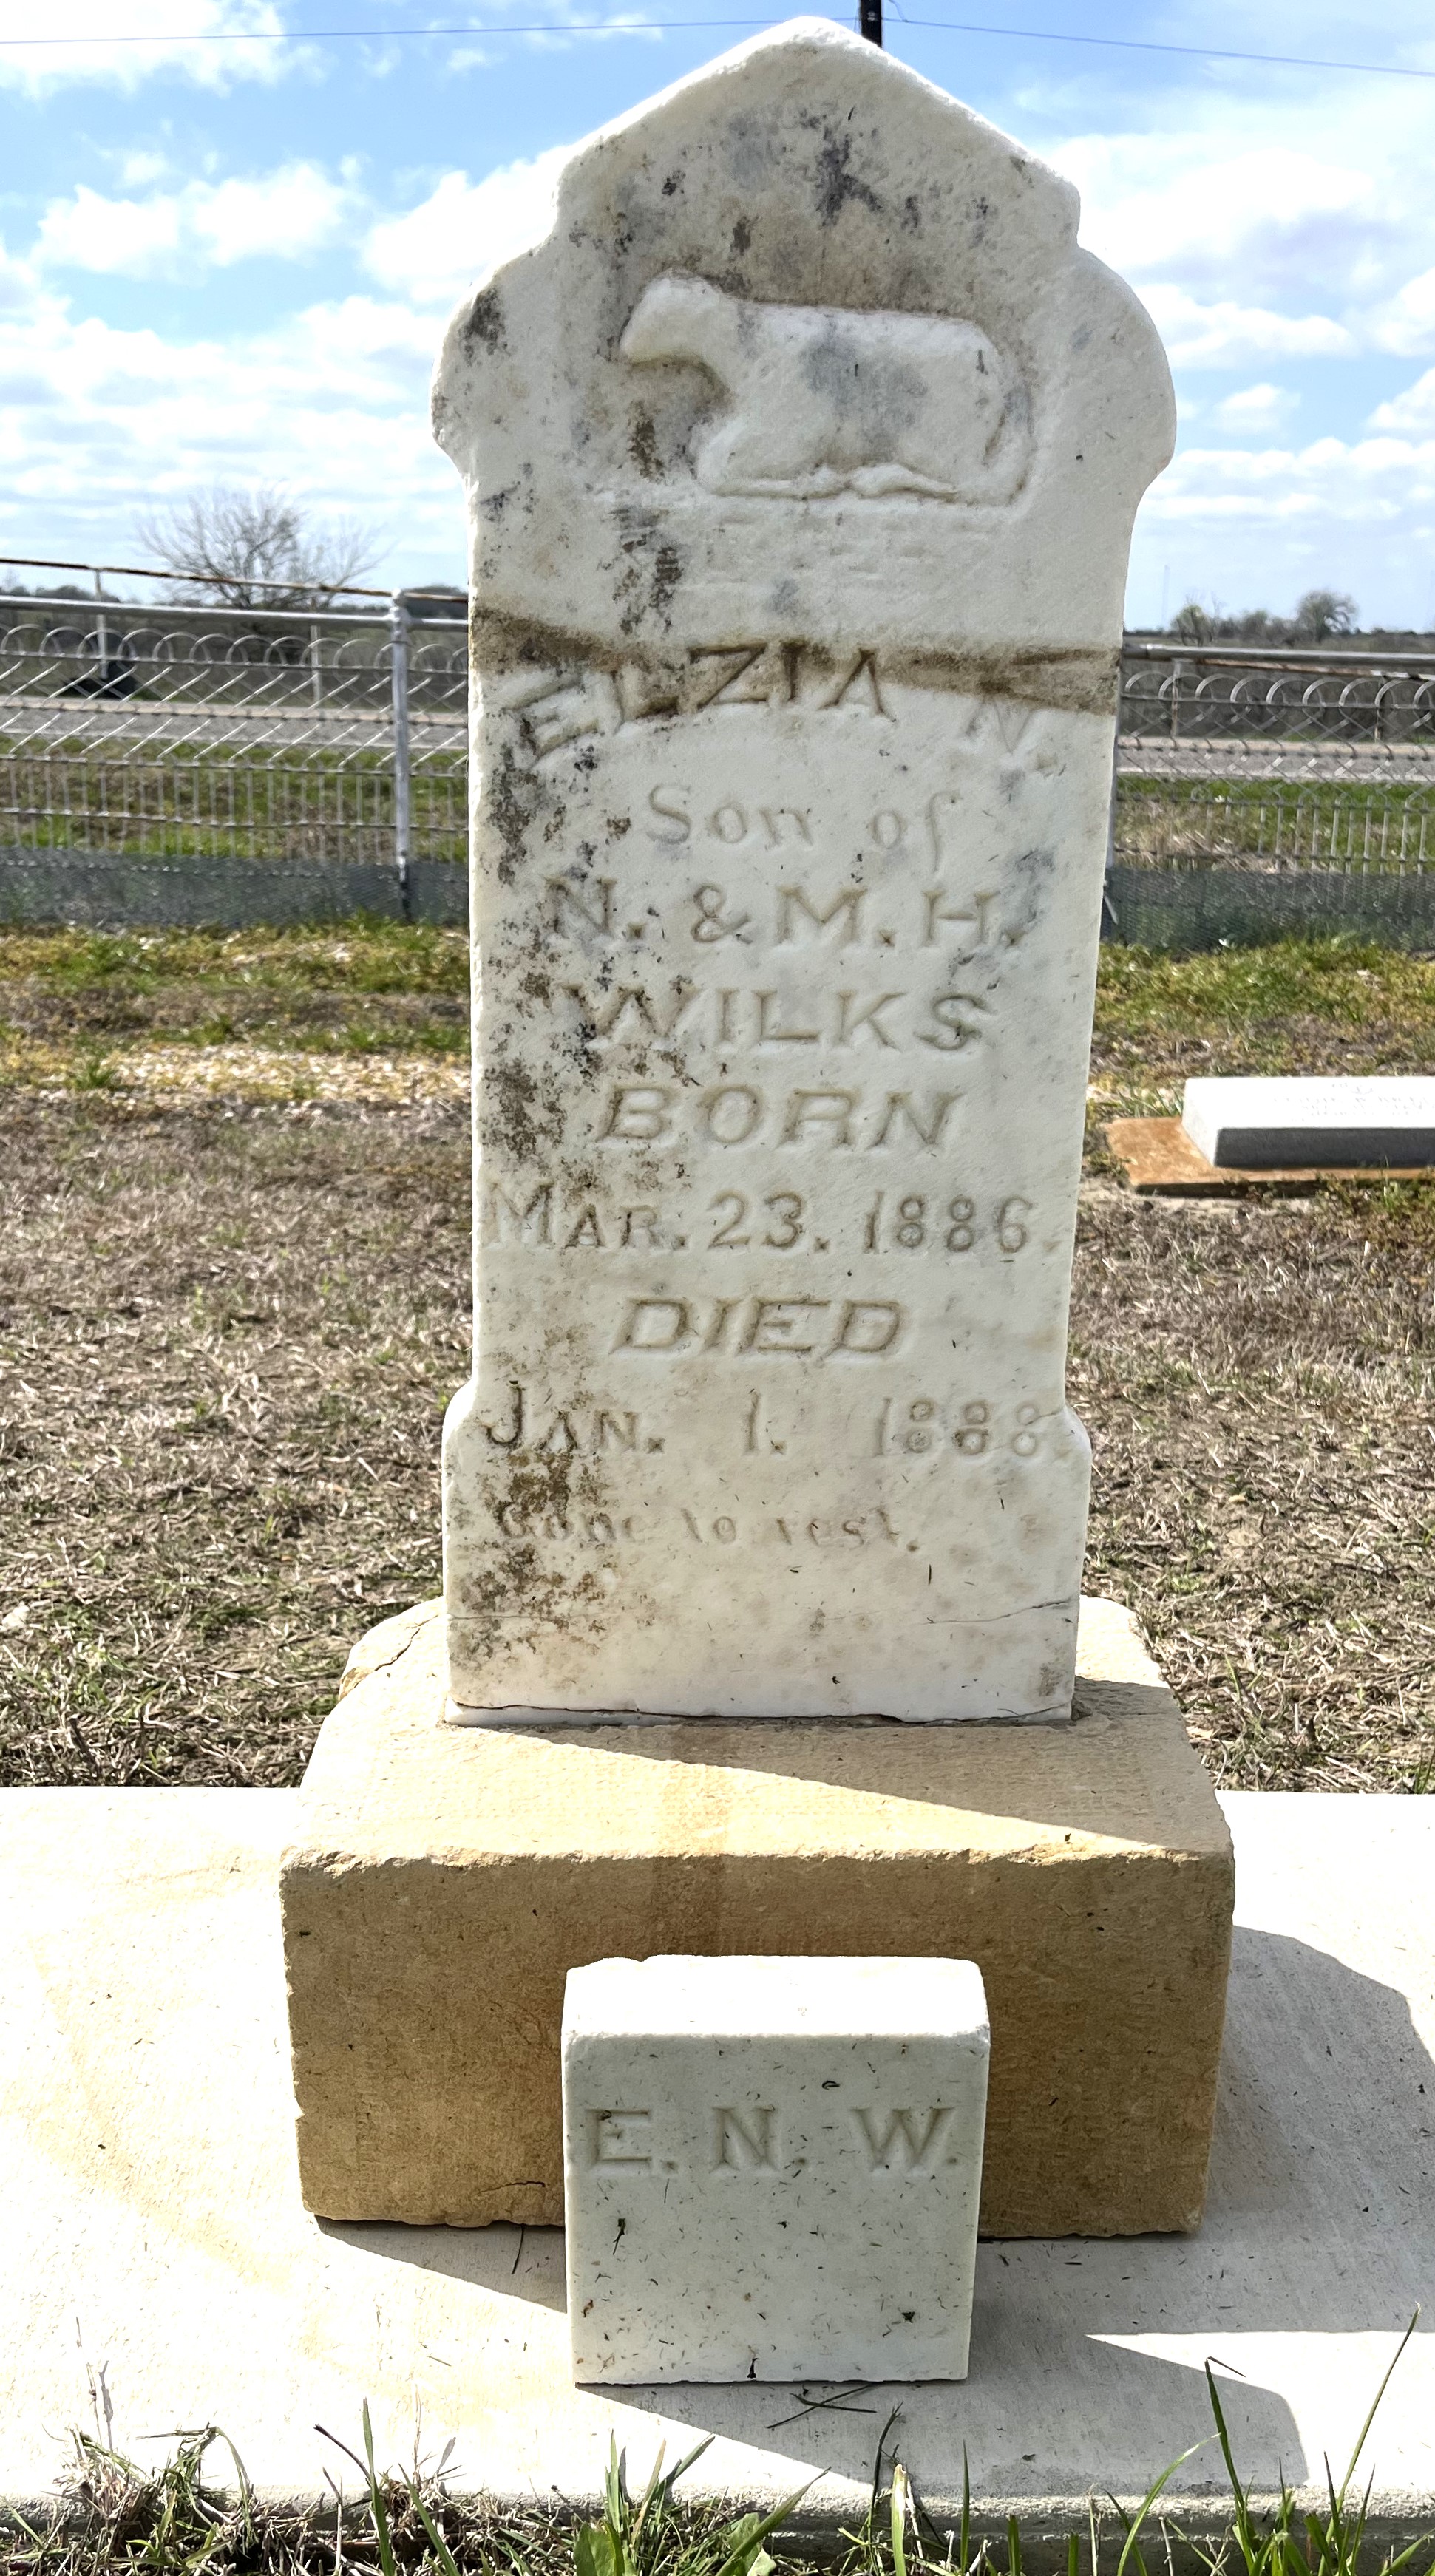 ELZIA N.
Son of
N. & M. H.
WILKS
BORN
MAR. 23. 1886.
DIED
JAN. 1. 1888.
Gone to rest.
E. N. W.